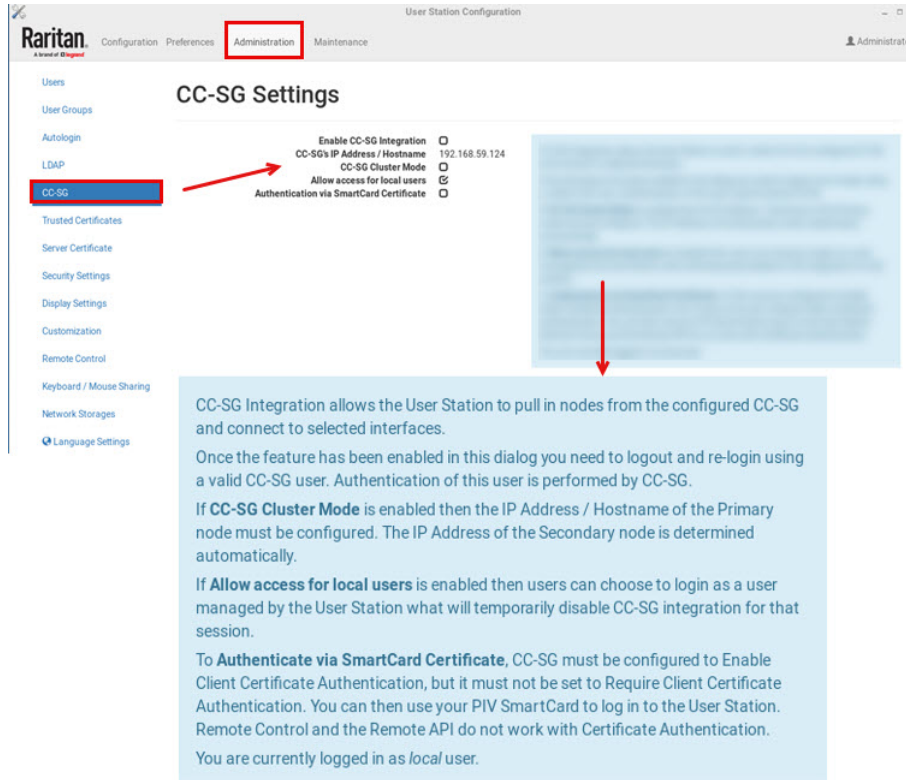 User Station Configuration
Raritan.
A brand of legrand
Configuration Preferences Administration Maintenance
Administrato
Users
User Groups
Autologin
LDAP
CC-SG
Trusted Certificates
Server Certificate
Security Settings
Display Settings
Customization
Remote Control
Keyboard / Mouse Sharing
Network Storages
Language Settings
CC-SG Settings
Enable CC-SG Integration
CC-SG's IP Address / Hostname 192.168.59.124
CC-SG Cluster Mode
Allow access for local users
Authentication via SmartCard Certificate
CC-SG Integration allows the User Station to pull in nodes from the configured CC-SG
and connect to selected interfaces.
Once the feature has been enabled in this dialog you need to logout and re-login using
a valid CC-SG user. Authentication of this user is performed by CC-SG.
If CC-SG Cluster Mode is enabled then the IP Address / Hostname of the Primary
node must be configured. The IP Address of the Secondary node is determined
automatically.
If Allow access for local users is enabled then users can choose to login as a user
managed by the User Station what will temporarily disable CC-SG integration for that
session.
To Authenticate via SmartCard Certificate, CC-SG must be configured to Enable
Client Certificate Authentication, but it must not be set to Require Client Certificate
Authentication. You can then use your PIV SmartCard to log in to the User Station.
Remote Control and the Remote API do not work with Certificate Authentication.
You are currently logged in as local user.